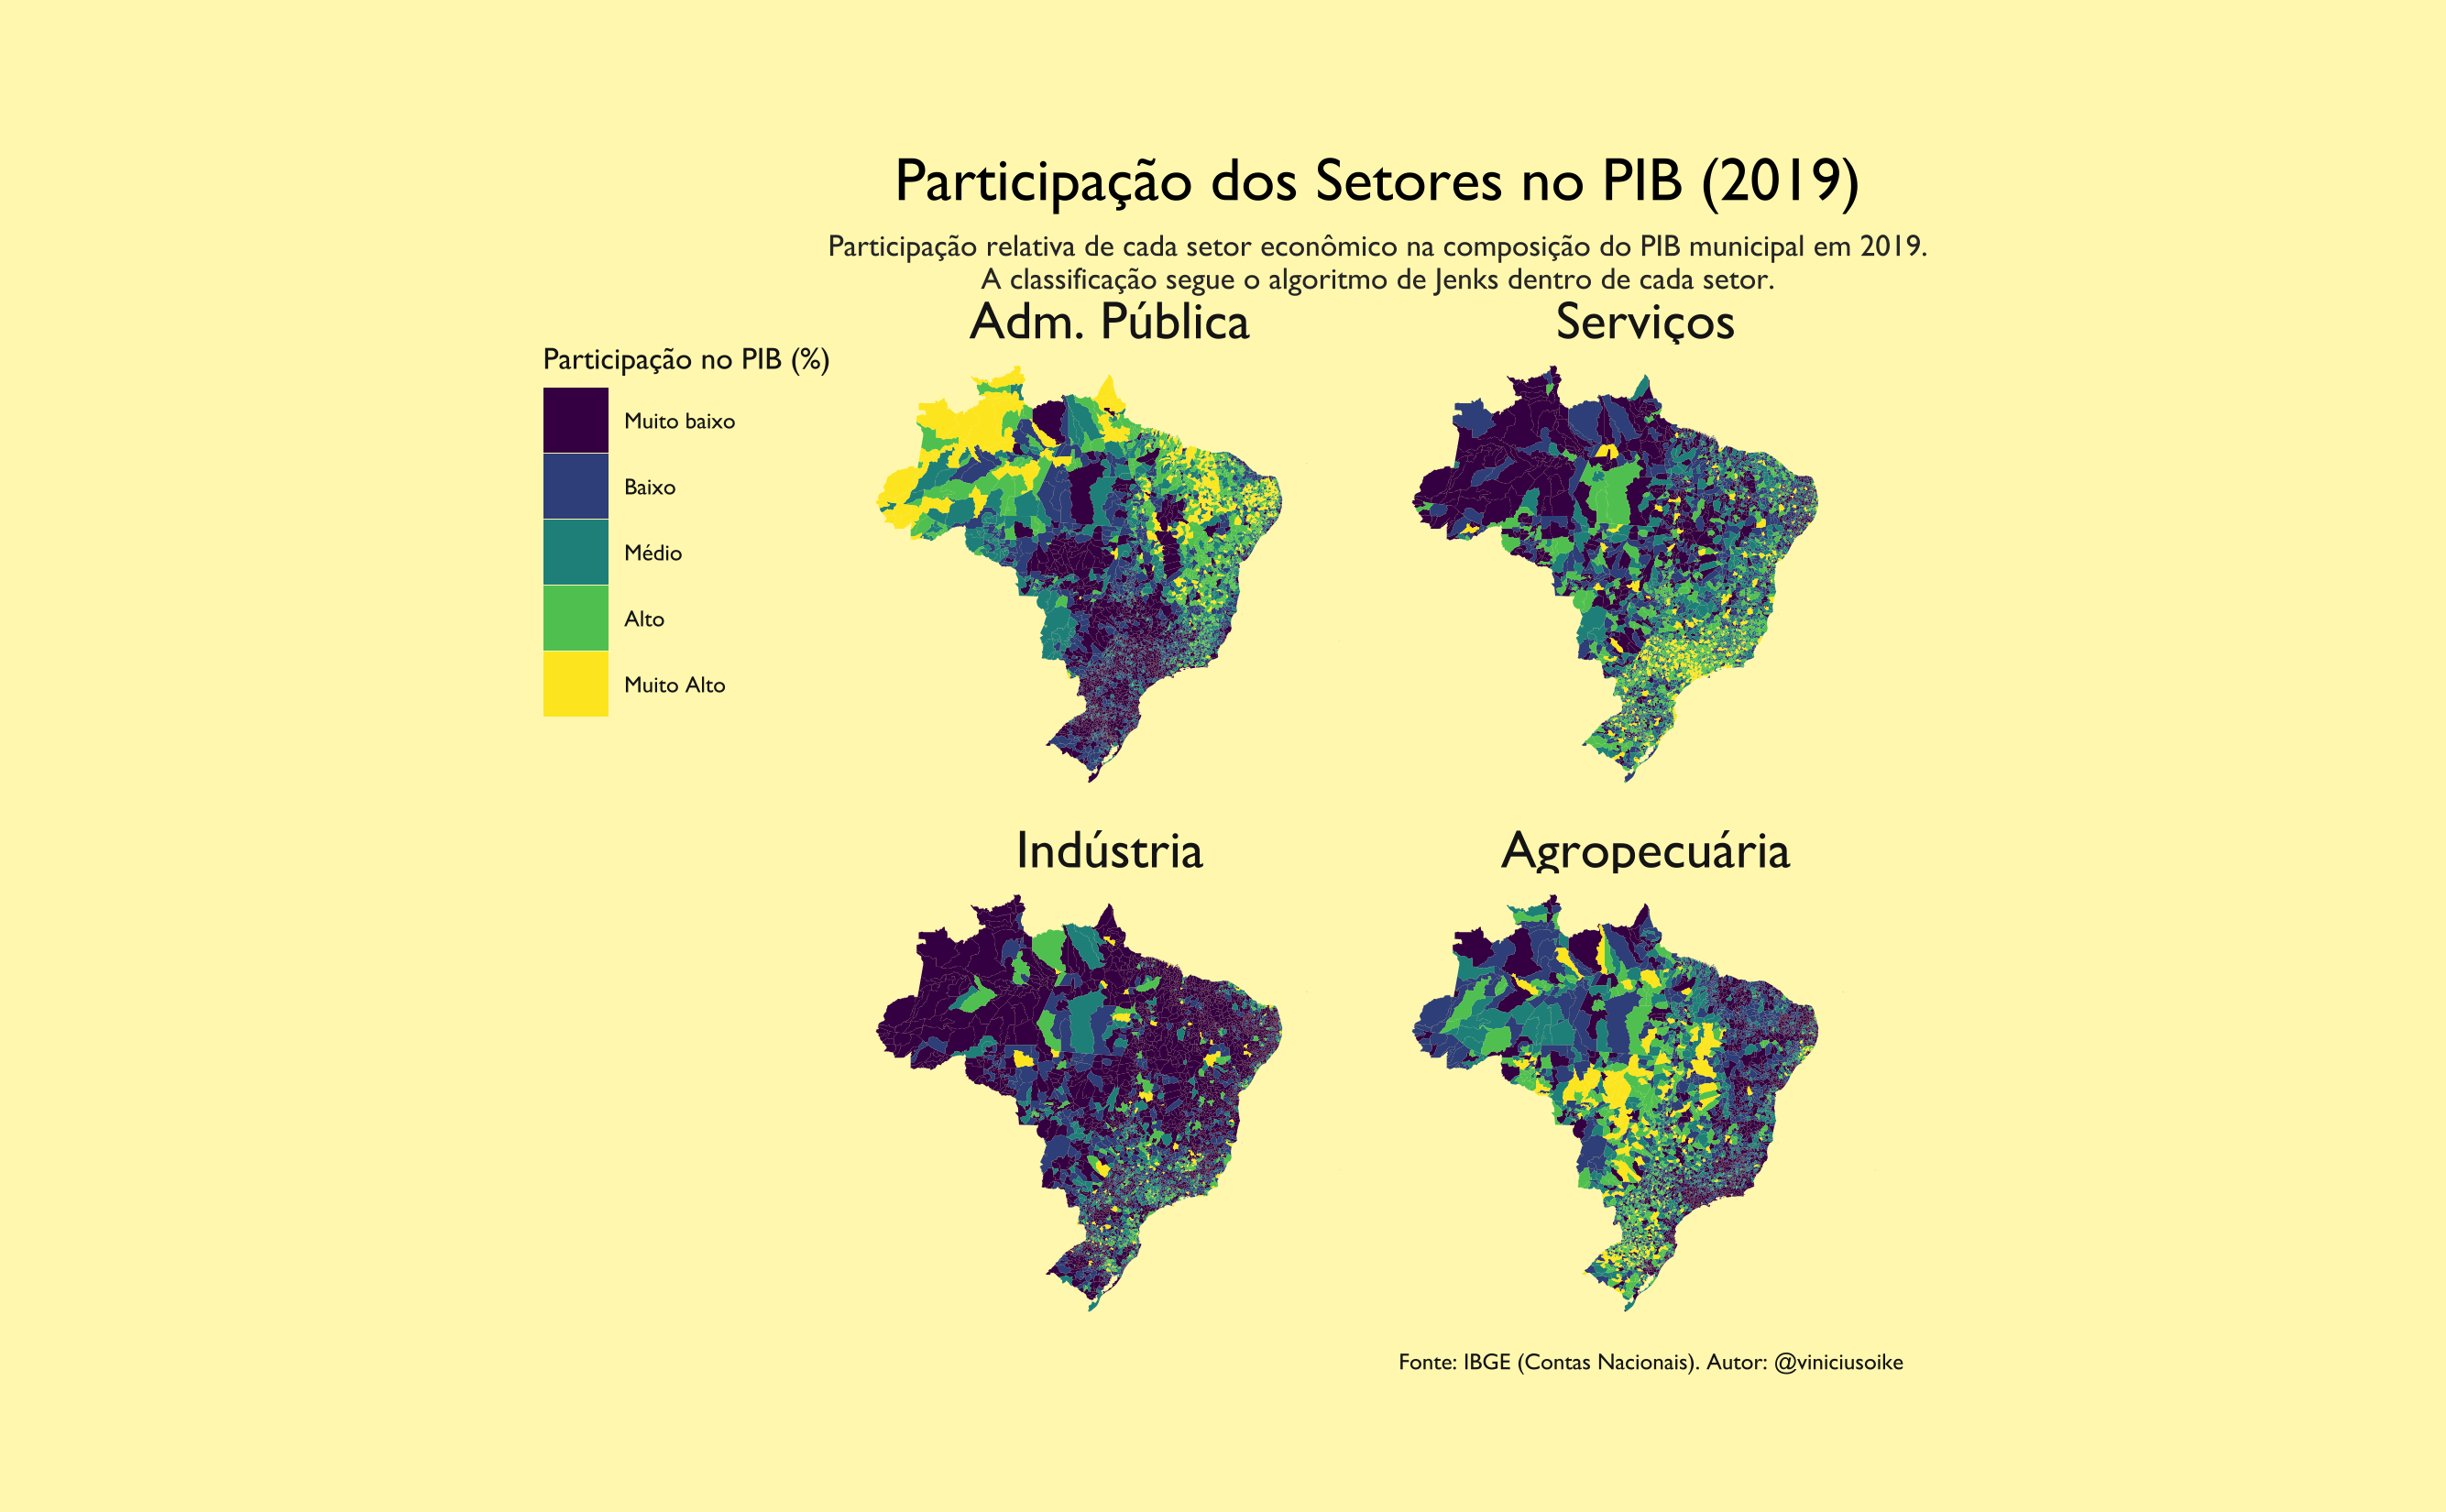 Participação dos Setores no PIB (2019)
Participação relativa de cada setor econômico na composição do PIB municipal em 2019.
A classificação segue o algoritmo de Jenks dentro de cada setor.
Adm. Pública
Serviços
Participação no PIB (%)
Muito baixo
Baixo
Médio
Alto
Muito Alto
Indústria
Agropecuária
Fonte: IBGE (Contas Nacionais). Autor: @viniciusoike